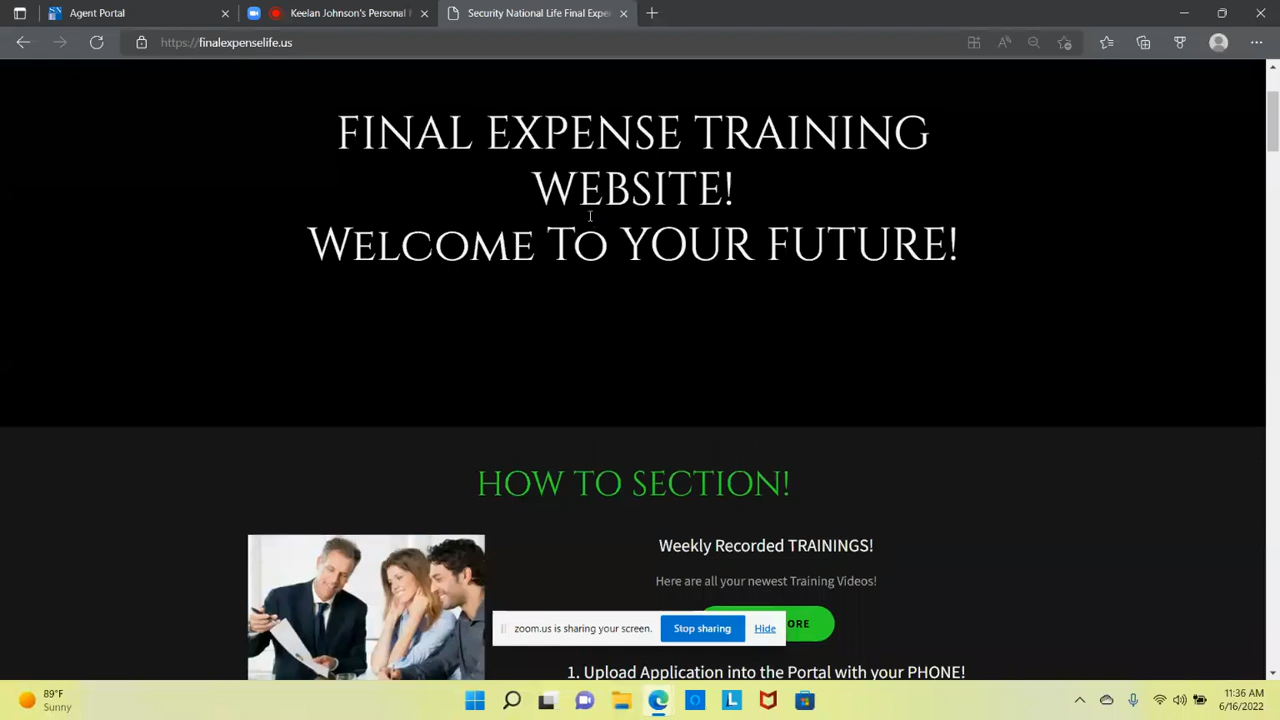 Agent Portal
Keelan Johnson's Personal
Security National Life Final Expe
https://finalexpenselife.us
FINAL EXPENSE TRAINING
WEBSITE!
WELCOME TO YOUR FUTURE!
HOW TO SECTION!
Weekly Recorded TRAININGS!
Here are all your newest Training Videos!
ORE
zoom.us is sharing your screen.
Stop sharing
Hide
1. Upload Application into the Portal with your PHONE!
89°F
Sunny
11:36 AM
6/16/2022